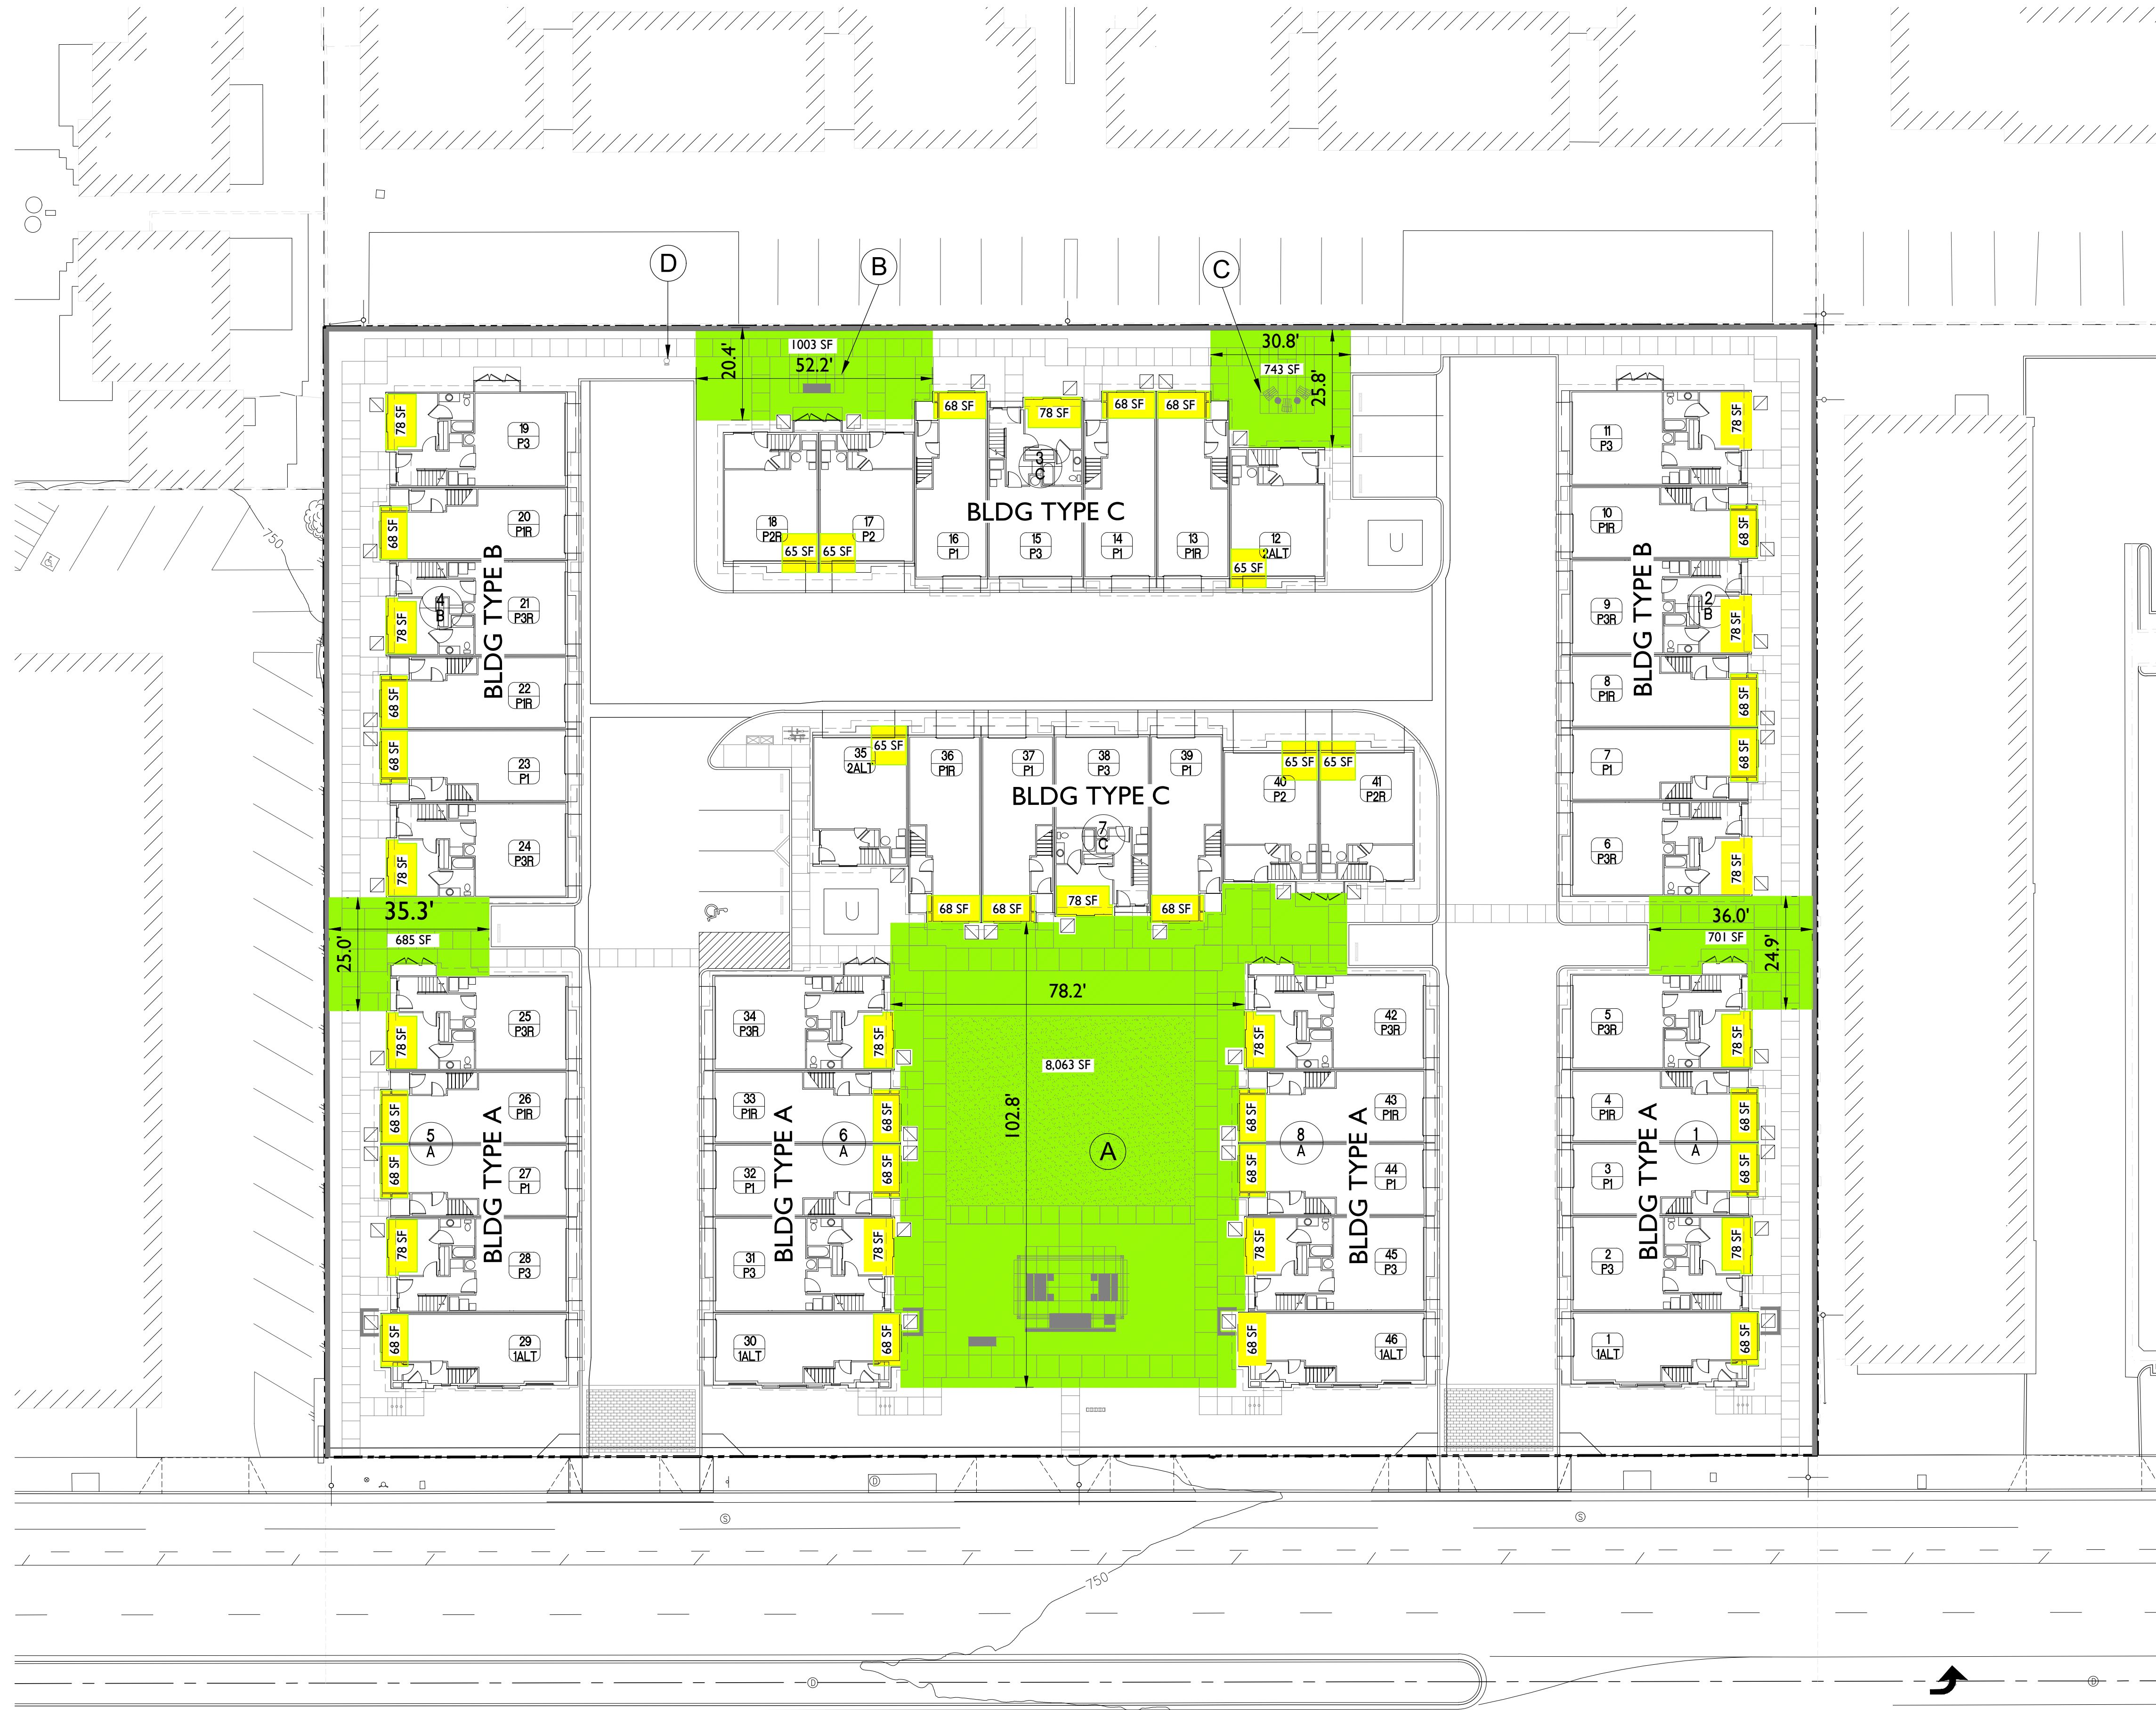 D
B
C
1003 SF
52.2'
20.4'
30.8'
743 SF
25.8'
68 SF
78 SF
68 SF
68 SF
3
C
BLDG TYPE C
18
P2R
17
P2
16
P1
15
P3
14
P1
13
P1R
12
2ALT
65 SF
65 SF
65 SF
U
750
78 SF
19
P3
68 SF
20
P1R
4
B
78 SF
21
P3R
BLDG TYPE B
68 SF
22
P1R
68 SF
23
P1
78 SF
24
P3R
11
P3
78 SF
10
P1R
68 SF
9
P3R
2
B
78 SF
BLDG TYPE B
8
P1R
68 SF
7
P1
68 SF
6
P3R
78 SF
35
2ALT
65 SF
36
P1R
37
P1
38
P3
39
P1
40
P2
65 SF
65 SF
41
P2R
BLDG TYPE C
7
C
U
68 SF
68 SF
78 SF
68 SF
35.3'
685 SF
25.0'
36.0'
701 SF
24.9'
78.2'
102.8'
8,063 SF
A
78 SF
25
P3R
68 SF
26
P1R
5
A
68 SF
27
P1
78 SF
28
P3
68 SF
29
1ALT
BLDG TYPE A
34
P3R
78 SF
33
P1R
68 SF
6
A
32
P1
68 SF
31
P3
78 SF
30
1ALT
68 SF
BLDG TYPE A
78 SF
42
P3R
68 SF
43
P1R
8
A
68 SF
44
P1
78 SF
45
P3
68 SF
46
1ALT
BLDG TYPE A
5
P3R
78 SF
4
P1R
68 SF
1
A
3
P1
68 SF
2
P3
78 SF
1
1ALT
68 SF
BLDG TYPE A
D
S
S
750
D
D